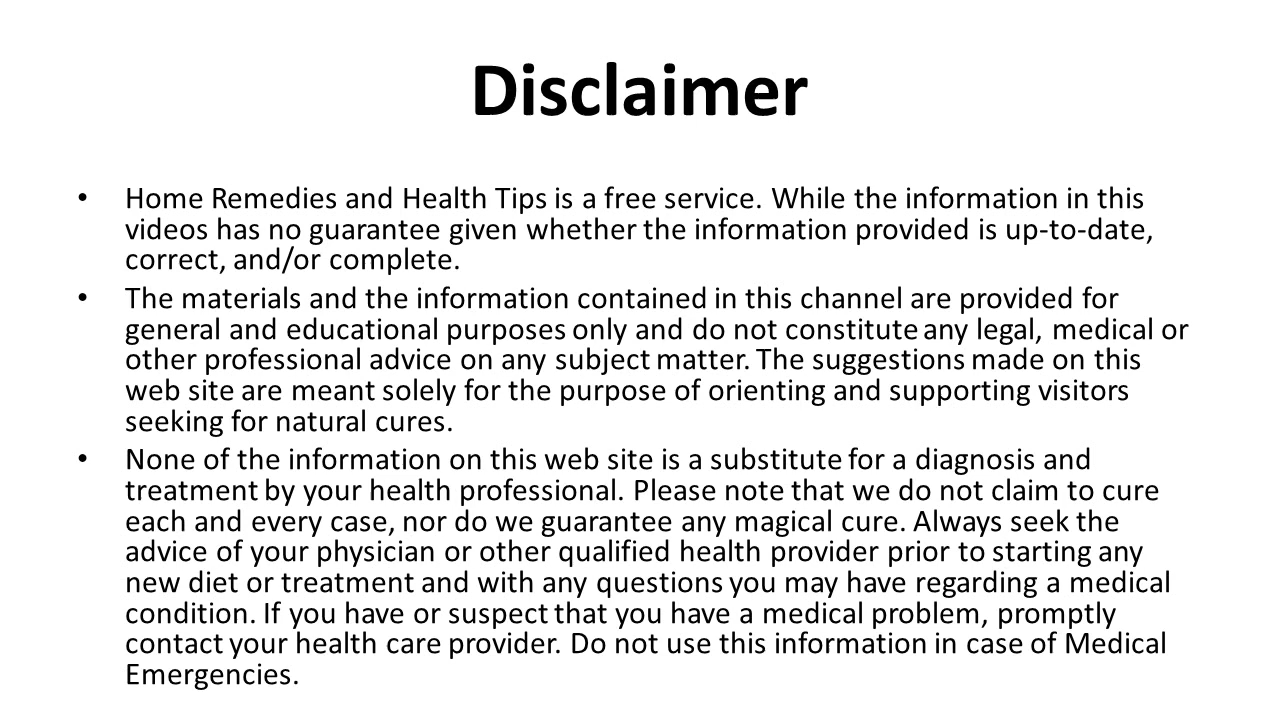 Disclaimer
• Home Remedies and Health Tips is a free service. While the information in this
videos has no guarantee given whether the information provided is up-to-date,
correct, and/or complete.
• The materials and the information contained in this channel are provided for
general and educational purposes only and do not constitute any legal, medical or
other professional advice on any subject matter. The suggestions made on this
web site are meant solely for the purpose of orienting and supporting visitors
seeking for natural cures.
• None of the information on this web site is a substitute for a diagnosis and
treatment by your health professional. Please note that we do not claim to cure
each and every case, nor do we guarantee any magical cure. Always seek the
advice of your physician or other qualified health provider prior to starting any
new diet or treatment and with any questions you may have regarding a medical
condition. If you have or suspect that you have a medical problem, promptly
contact your health care provider. Do not use this information in case of Medical
Emergencies.